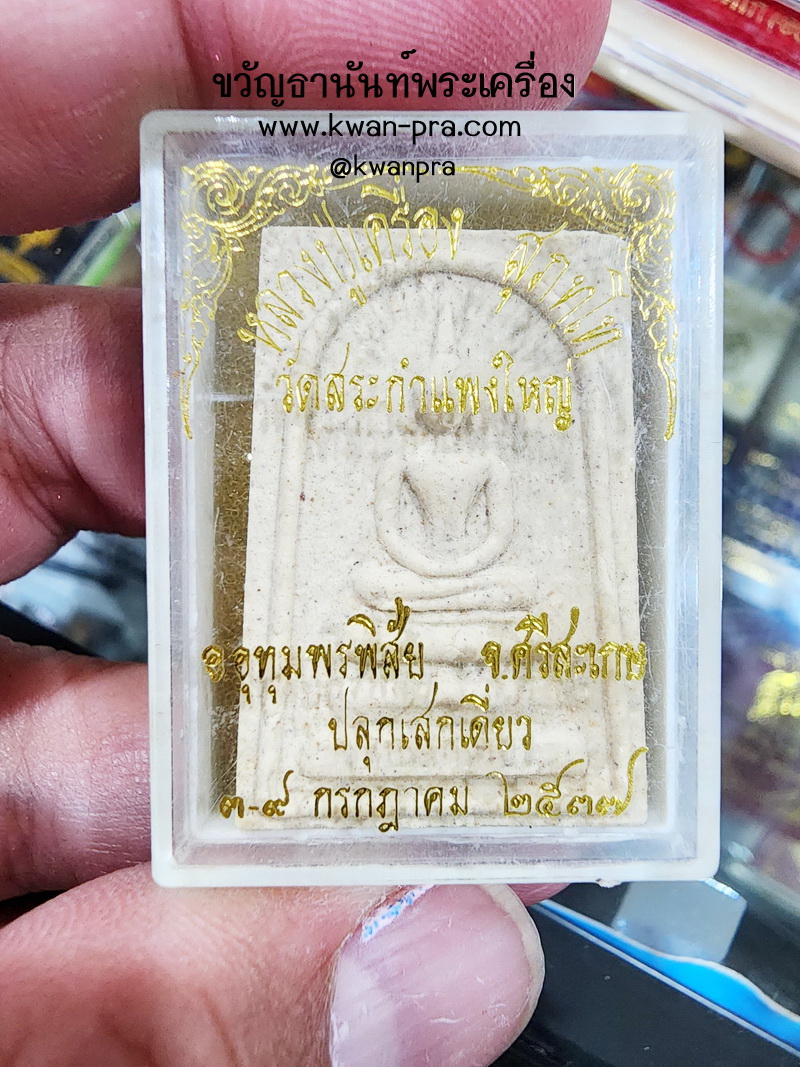 ขวัญธานันท์พระเครื่อง
www.kwan-pra.com
@kwanpra
หลวงปู่เครื่อง สุภทฺโท
วัดสระกำแพงใหญ่
อ.อุทุมพรพิสัย จ.ศรีสะเกษ
ปลุกเสกเดี่ยว
๓-๙ กรกฎาคม ๒๕๓๗